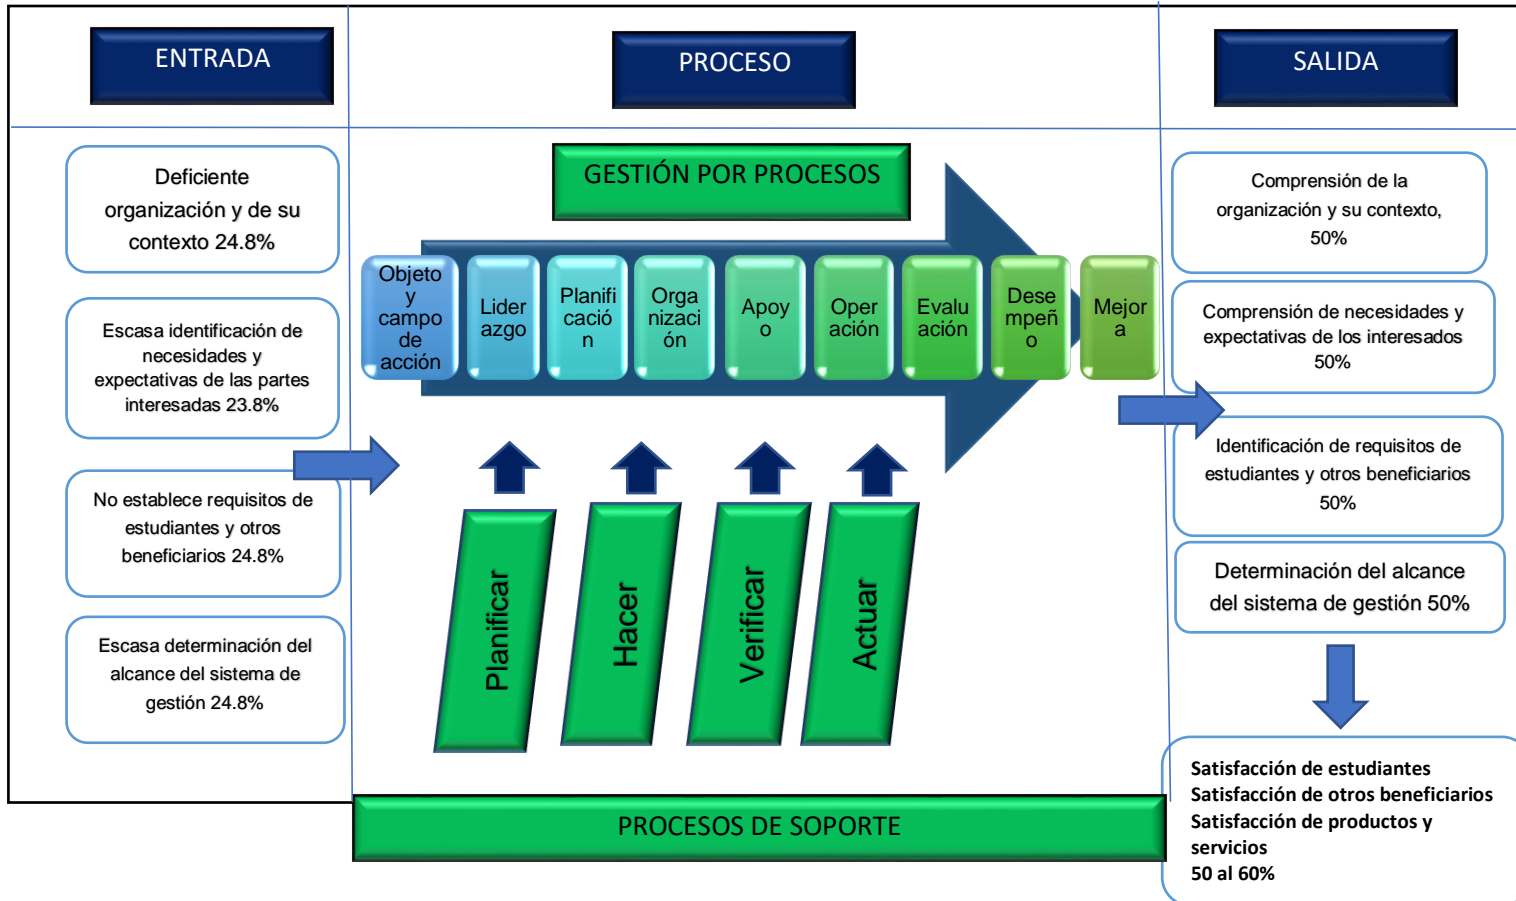 ENTRADA
PROCESO
SALIDA
Deficiente
organización y de su
contexto 24.8%
Escasa identificación de
necesidades y
expectativas de las partes
interesadas 23.8%
No establece requisitos de
estudiantes y otros
beneficiarios 24.8%
Escasa determinación del
alcance del sistema de
gestión 24.8%
GESTIÓN POR PROCESOS
Objeto
y
campo
de
acción
Lider
azgo
Planifi
cació
n
Orga
nizaci
ón
Apoy
o
Oper
ación
Evalu
ación
Dese
mpeñ
o
Mejor
a
Planificar
Hacer
Verificar
Actuar
PROCESOS DE SOPORTE
Comprensión de la
organización y su contexto,
50%
Comprensión de necesidades y
expectativas de los interesados
50%
Identificación de requisitos de
estudiantes y otros beneficiarios
50%
Determinación del alcance
del sistema de gestión 50%
Satisfacción de estudiantes
Satisfacción de otros beneficiarios
Satisfacción de productos y
servicios
50 al 60%